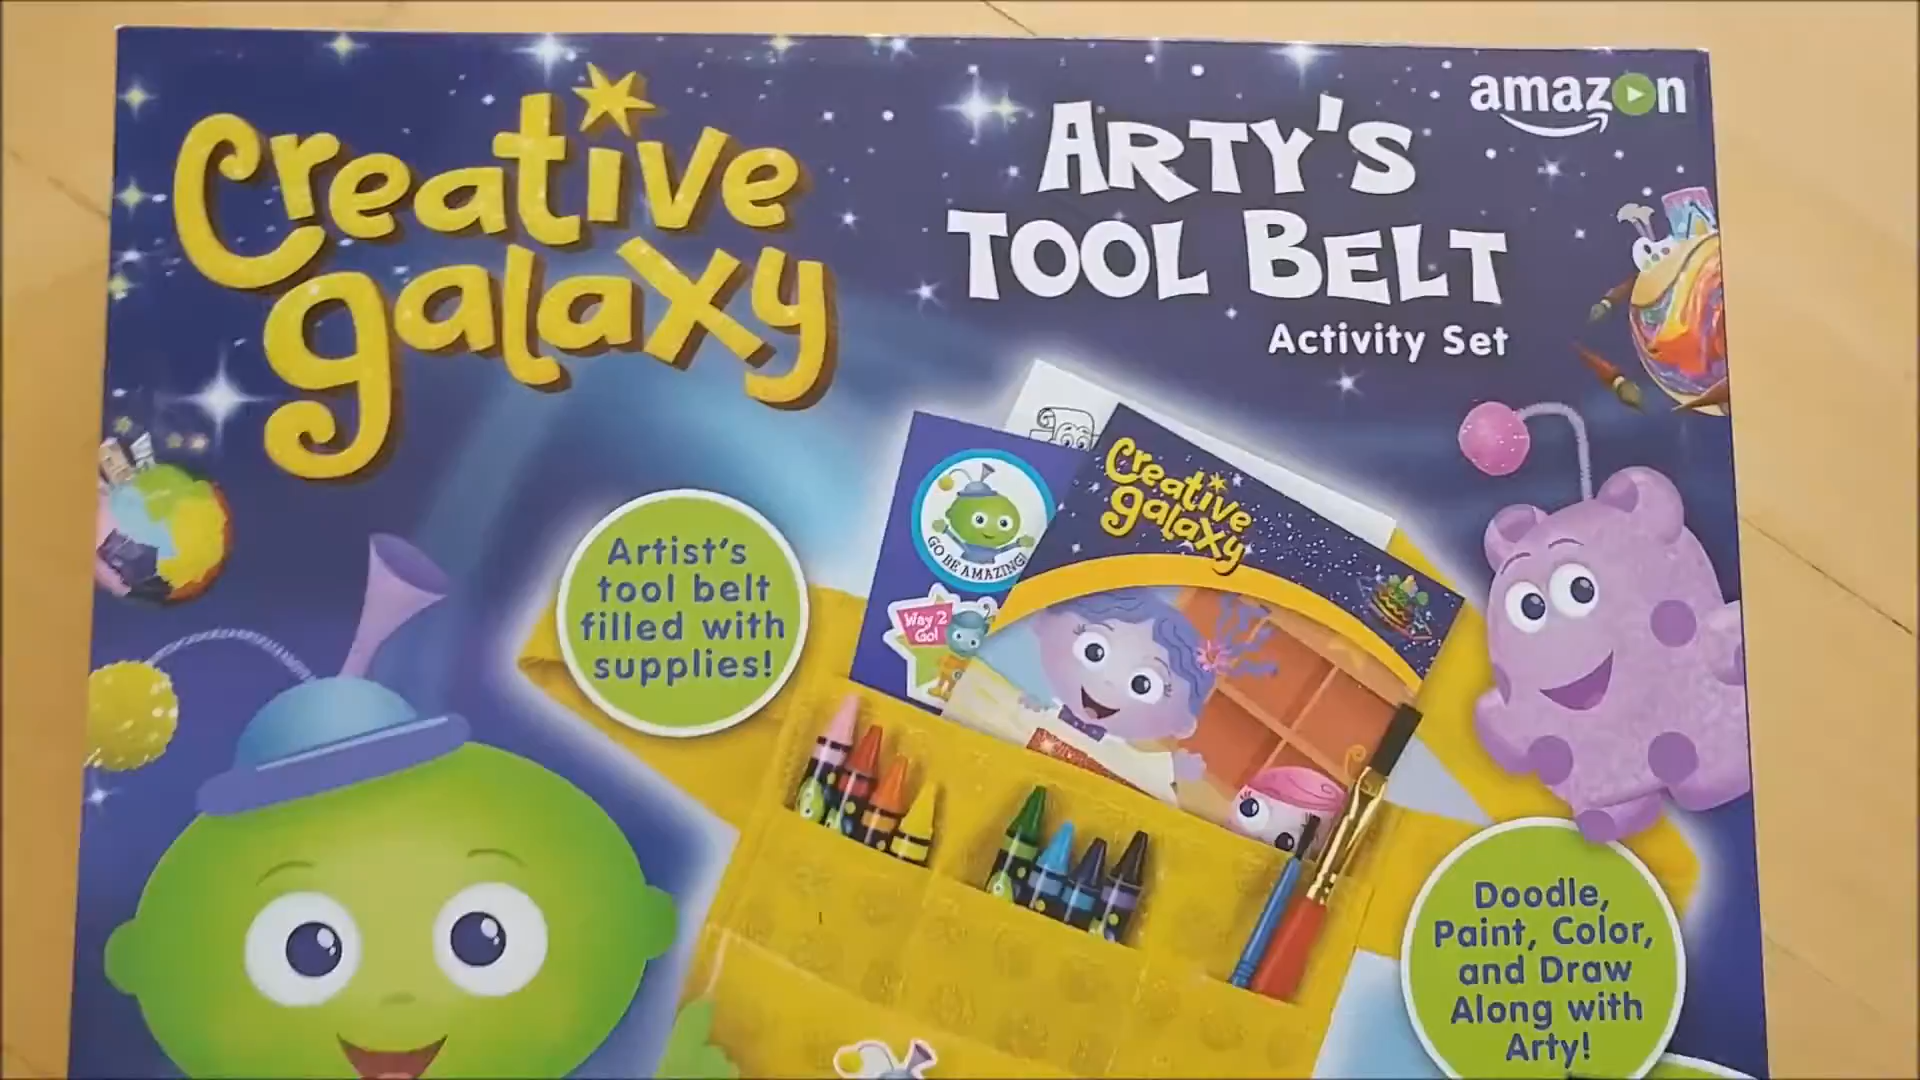 Creative
galaxy
ARTY'S
TOOL BELT
Activity Set
amazon
Artist's
tool belt
filled with
supplies!
GO BE AMAZING!
Way 2
Go!
Creative
galaxy
Doodle,
Paint, Color,
and Draw
Along with
Arty!